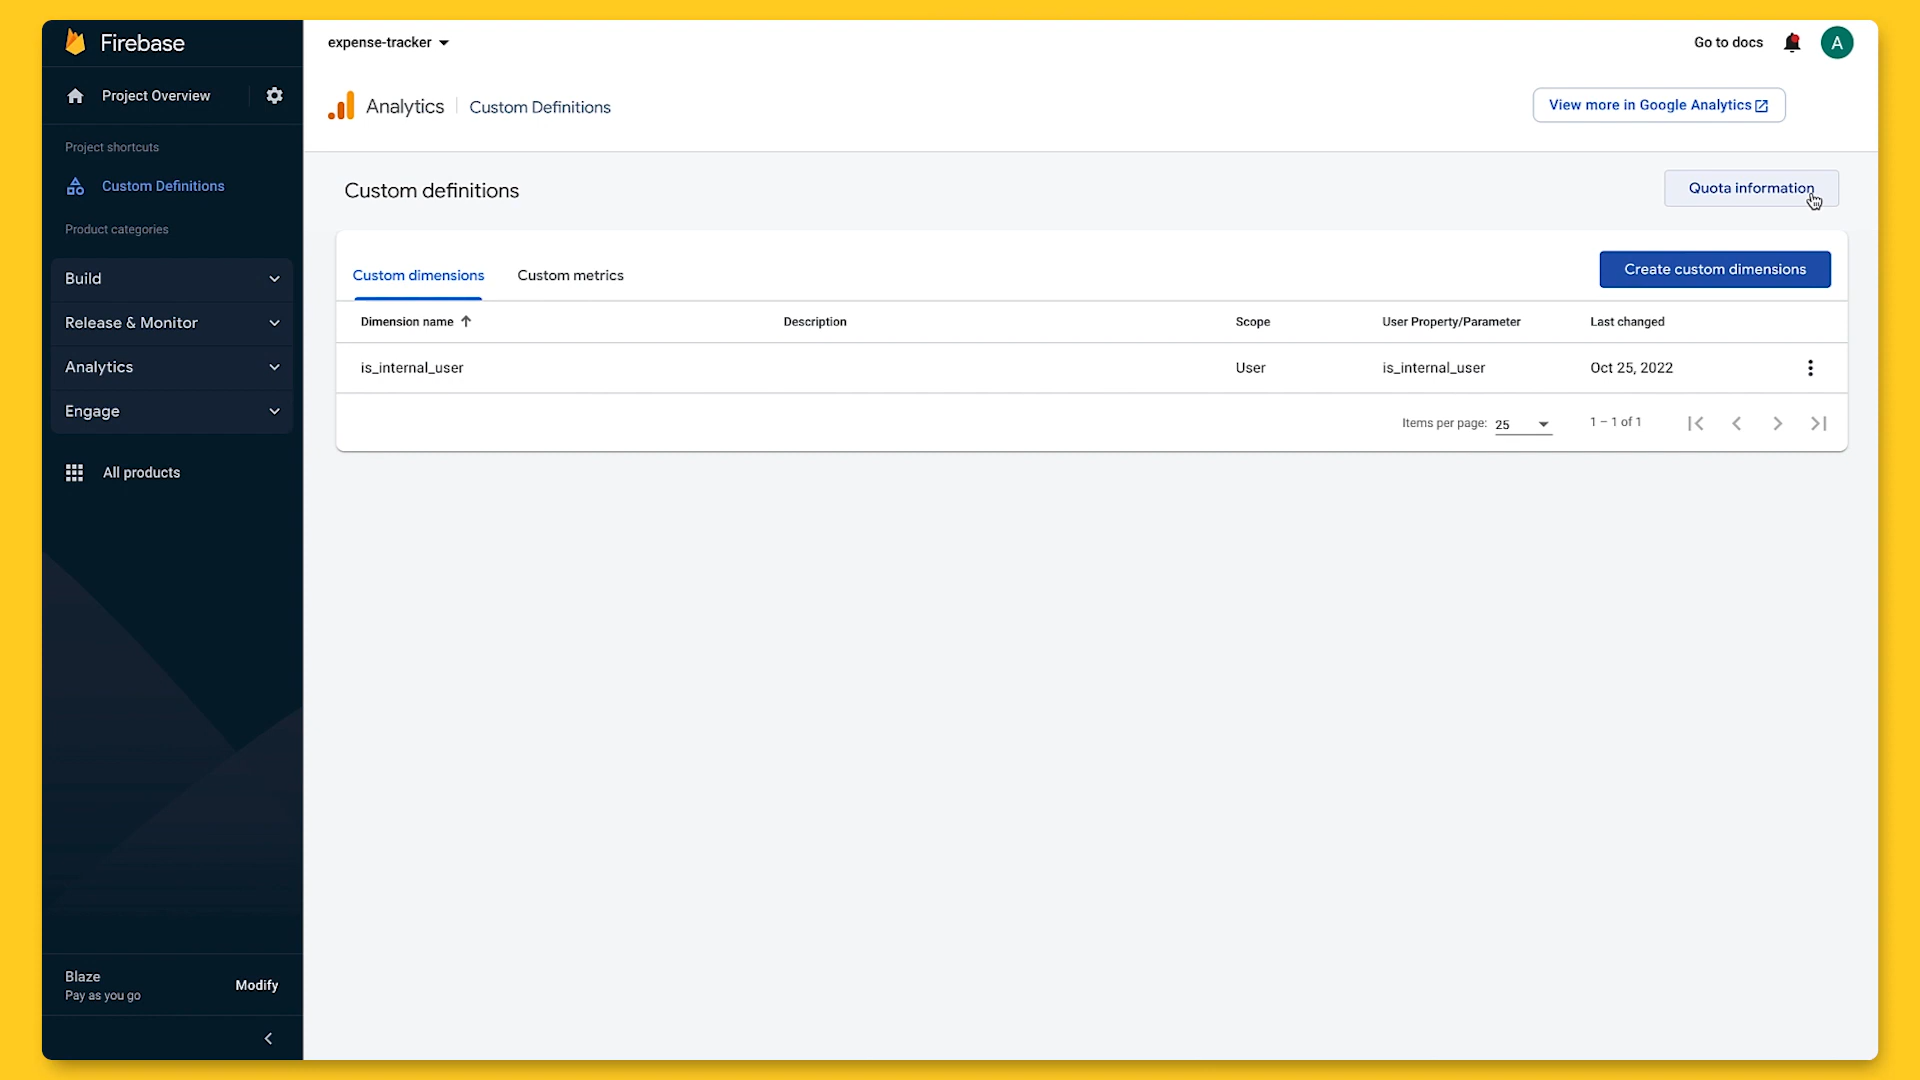 Firebase
expense-tracker
Go to docs
A
Project Overview
Analytics
Custom Definitions
View more in Google Analytics
Project shortcuts
Custom Definitions
Custom definitions
Quota information
Product categories
Build
Release & Monitor
Analytics
Engage
All products
Custom dimensions
Custom metrics
Create custom dimensions
Dimension name Description Scope User Property/Parameter Last changed
is_internal_user User is_internal_user Oct 25, 2022
Items per page: 25 1 – 1 of 1
Blaze
Pay as you go
Modify